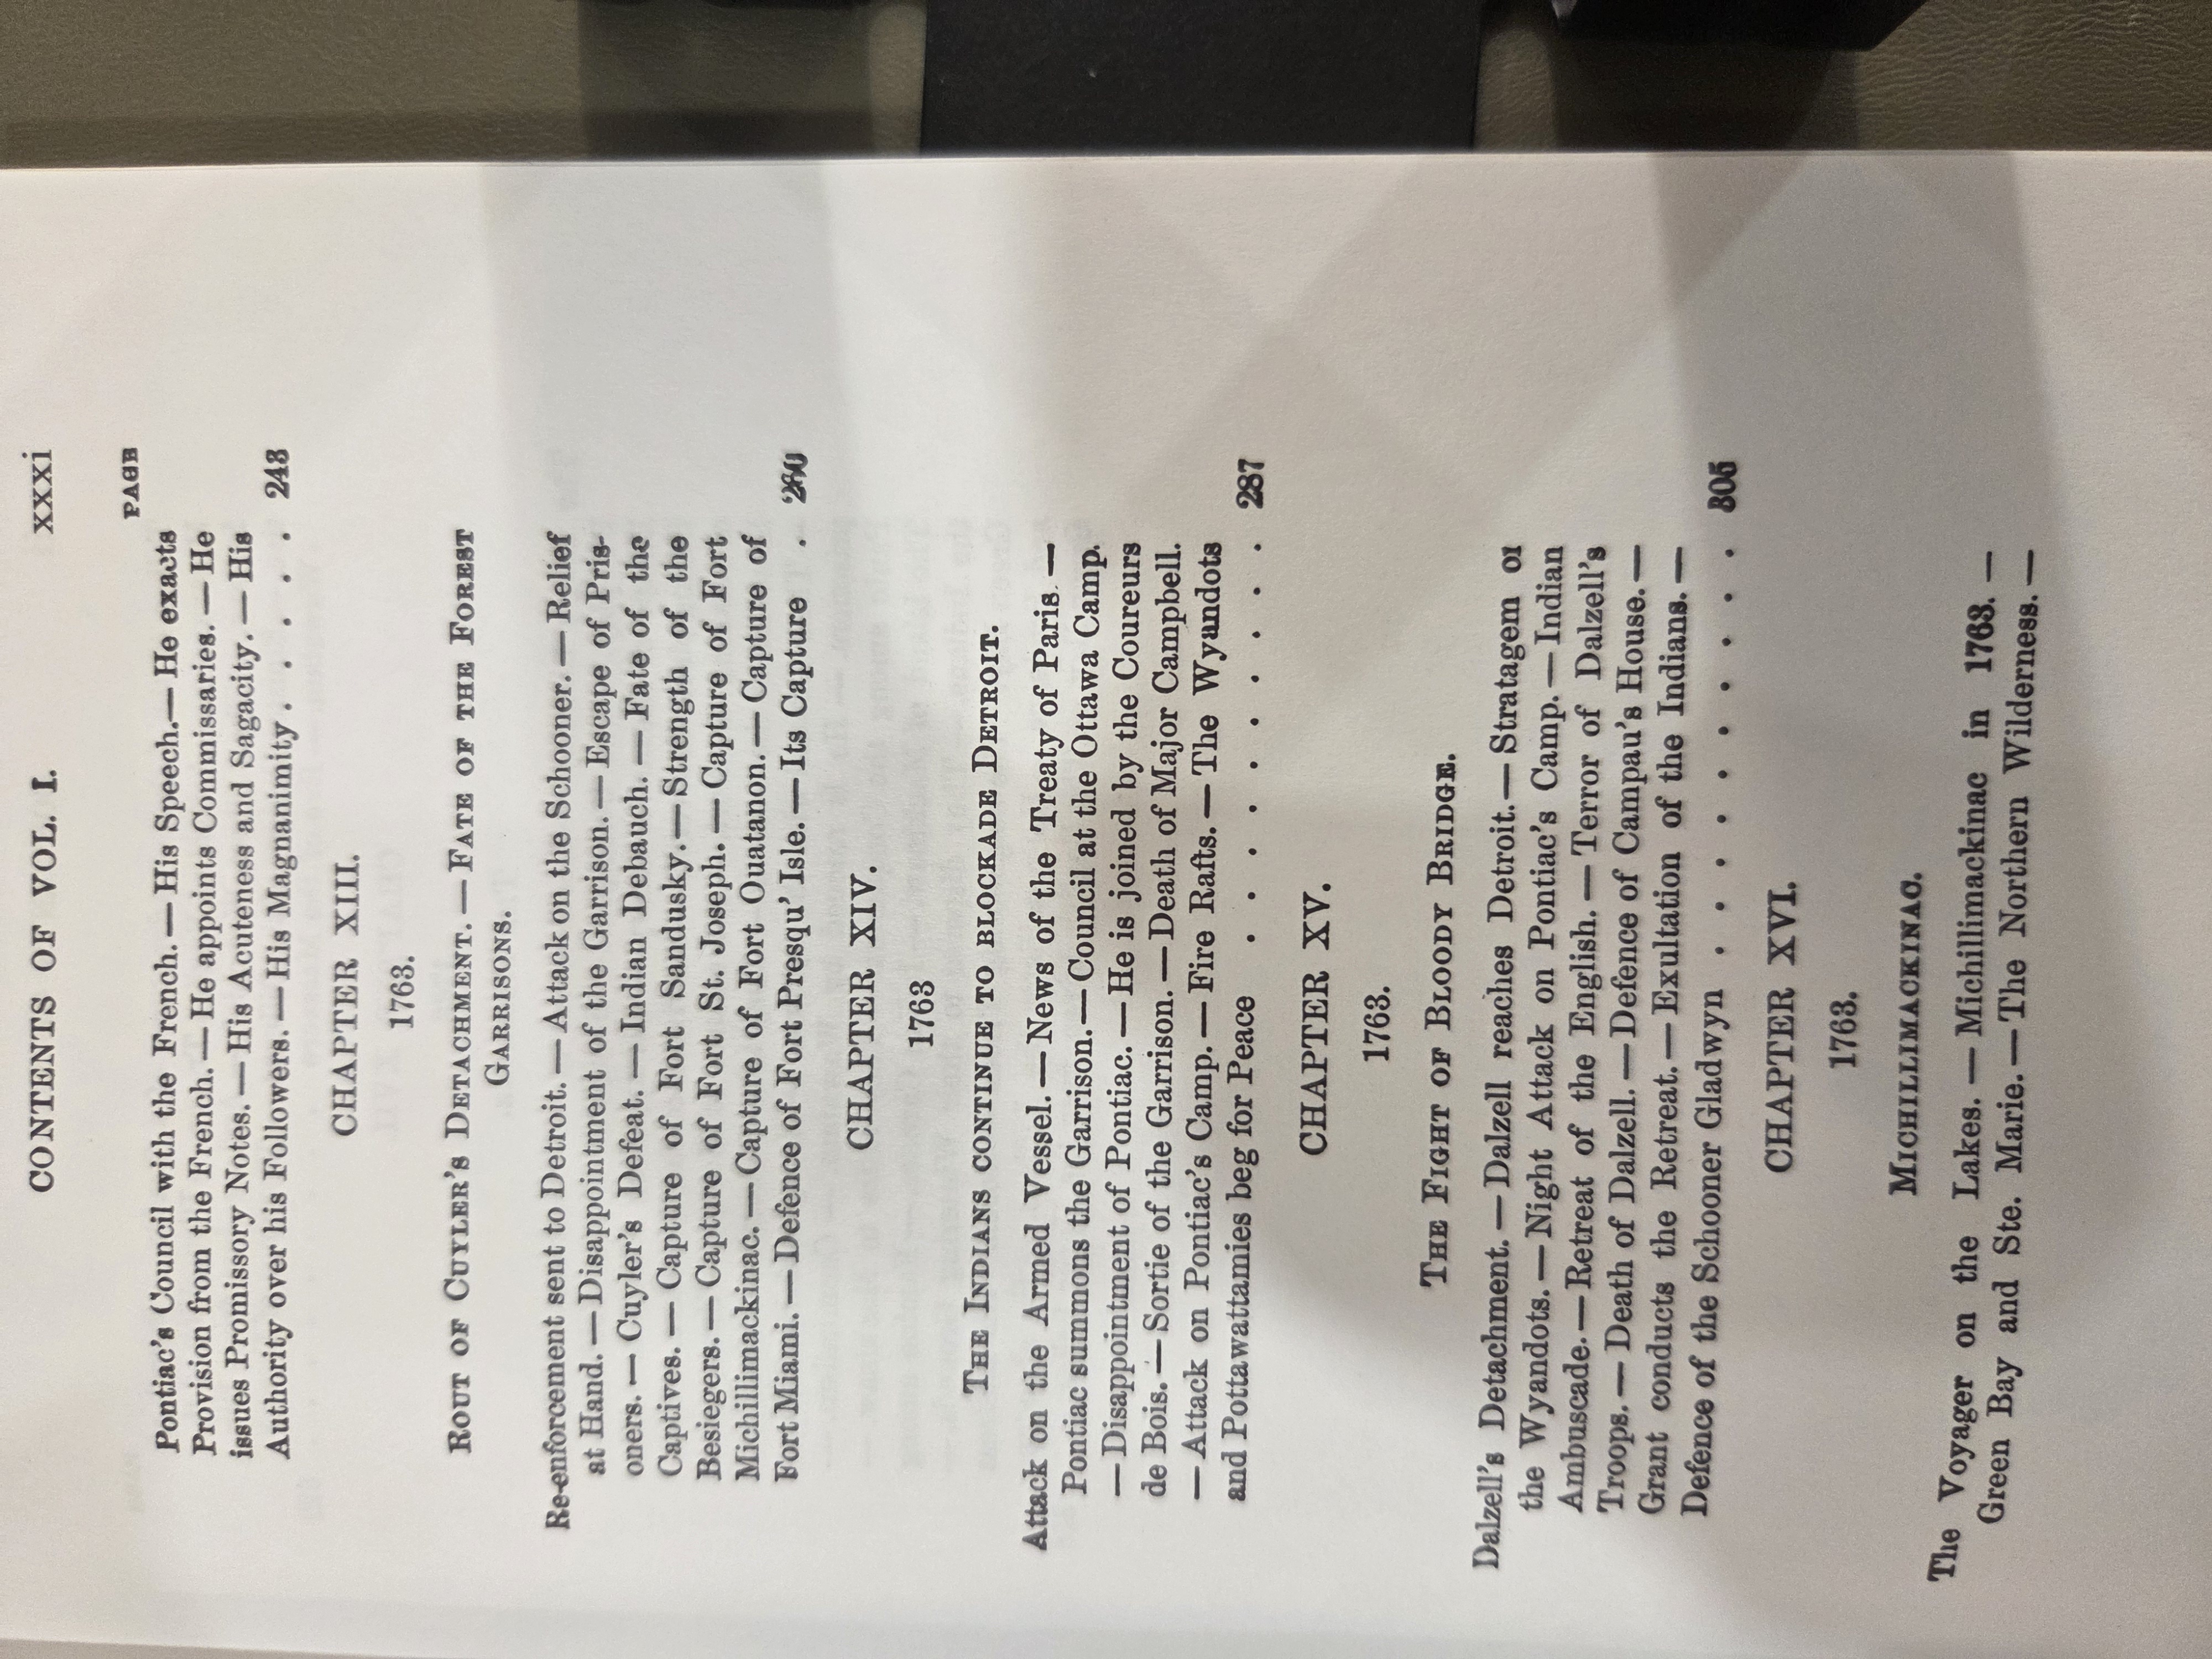 CONTENTS OF VOL. I. xxxi
PAGE
Pontiac's Council with the French. — His Speech. — He exacts
Provision from the French. — He appoints Commissaries. — He
issues Promissory Notes. — His Acuteness and Sagacity. — His
Authority over his Followers. — His Magnanimity . . . . . 243
CHAPTER XIII.
1763.
ROUT OF CUYLER'S DETACHMENT. — FATE OF THE FOREST
GARRISONS.
Re-enforcement sent to Detroit. — Attack on the Schooner. — Relief
at Hand. — Disappointment of the Garrison. — Escape of Pris-
oners. — Cuyler's Defeat. — Indian Debauch. — Fate of the
Captives. — Capture of Fort Sandusky. — Strength of the
Besiegers. — Capture of Fort St. Joseph. — Capture of Fort
Michillimackinac. — Capture of Fort Ouatanon. — Capture of
Fort Miami. — Defence of Fort Presqu' Isle. — Its Capture .
CHAPTER XIV.
1763
THE INDIANS CONTINUE TO BLOCKADE DETROIT.
Attack on the Armed Vessel. — News of the Treaty of Paris. —
Pontiac summons the Garrison. — Council at the Ottawa Camp.
— Disappointment of Pontiac. — He is joined by the Coureurs
de Bois. — Sortie of the Garrison. — Death of Major Campbell.
— Attack on Pontiac's Camp. — Fire Rafts. — The Wyandots
and Pottawattamies beg for Peace . . . . . . . . . . 287
CHAPTER XV.
1763.
THE FIGHT OF BLOODY BRIDGE.
Dalzell's Detachment. — Dalzell reaches Detroit. — Stratagem of
the Wyandots. — Night Attack on Pontiac's Camp. — Indian
Ambuscade. — Retreat of the English. — Terror of Dalzell's
Troops. — Death of Dalzell. — Defence of Campau's House. —
Grant conducts the Retreat. — Exultation of the Indians. —
Defence of the Schooner Gladwyn . . . . . . . . . . 305
CHAPTER XVI.
1763.
MICHILLIMACKINAC.
The Voyager on the Lakes. — Michillimackinac in 1763. —
Green Bay and Ste. Marie. — The Northern Wilderness. —